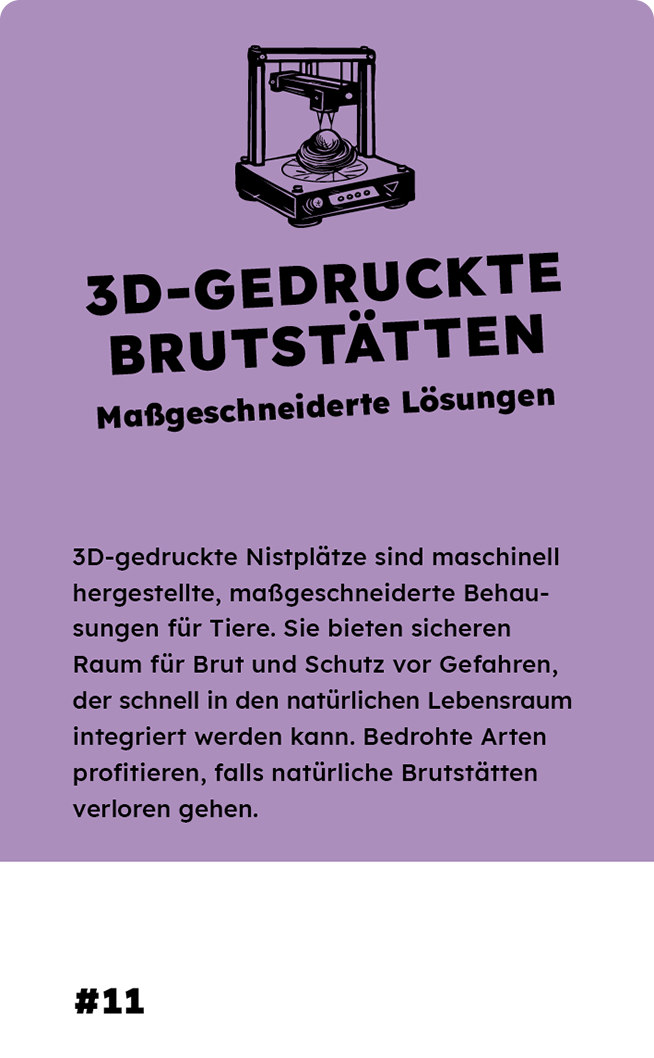 3D-GEDRUCKTE
BRUTSTÄTTEN
Maßgeschneiderte Lösungen
3D-gedruckte Nistplätze sind maschinell
hergestellte, maßgeschneiderte Behau-
sungen für Tiere. Sie bieten sicheren
Raum für Brut und Schutz vor Gefahren,
der schnell in den natürlichen Lebensraum
integriert werden kann. Bedrohte Arten
profitieren, falls natürliche Brutstätten
verloren gehen.
#11